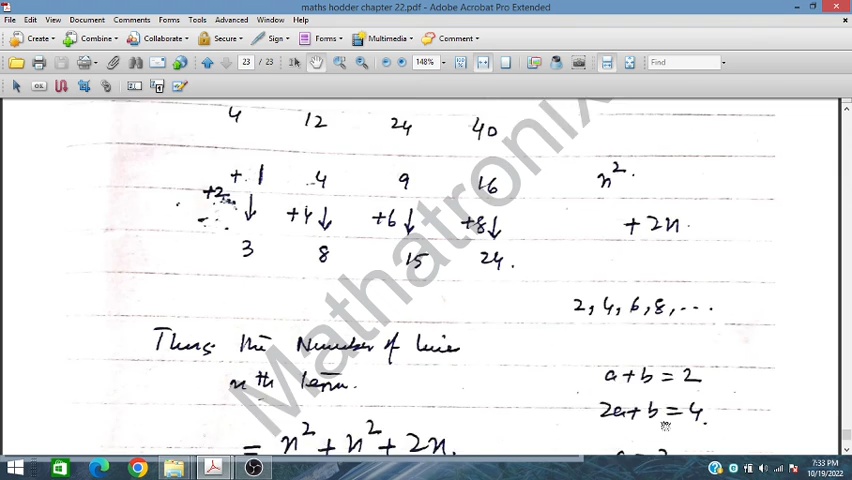 maths hodder chapter 22.pdf - Adobe Acrobat Pro Extended
File Edit View Document Comments Forms Tools Advanced Window Help
Create Combine Collaborate Secure Sign Forms Multimedia Comment
23 / 23 148% Find
4 12 24 40
+ 1 4 9 16 n².
+2 +4 +6 +8 + 2n.
3 8 15 24.
2, 4, 6, 8, ...
Thus the Number of line
a + b = 2
nth term.
2a + b = 4.
= n² + n² + 2n.
Mathatronix
7:33 PM
10/19/2022